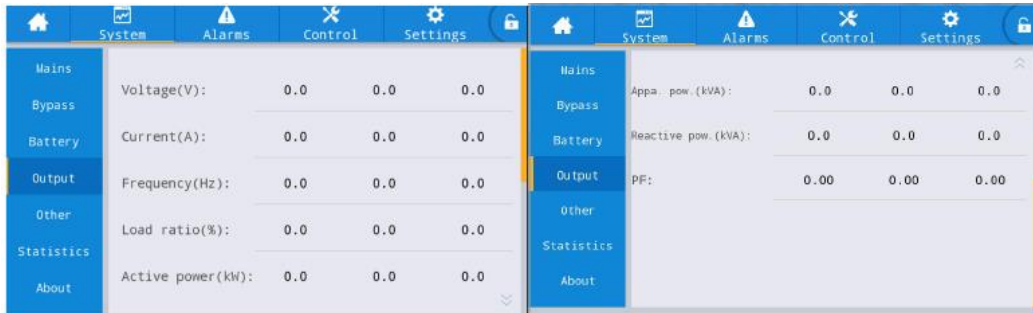 System Alarms Control Settings
Mains
Bypass
Battery
Output
Other
Statistics
About
Voltage(V): 0.0 0.0 0.0
Current(A): 0.0 0.0 0.0
Frequency(Hz): 0.0 0.0 0.0
Load ratio(%): 0.0 0.0 0.0
Active power(kW): 0.0 0.0 0.0
System Alarms Control Settings
Mains
Bypass
Battery
Output
Other
Statistics
About
Appa. pow.(kVA): 0.0 0.0 0.0
Reactive pow.(kVA): 0.0 0.0 0.0
PF: 0.00 0.00 0.00